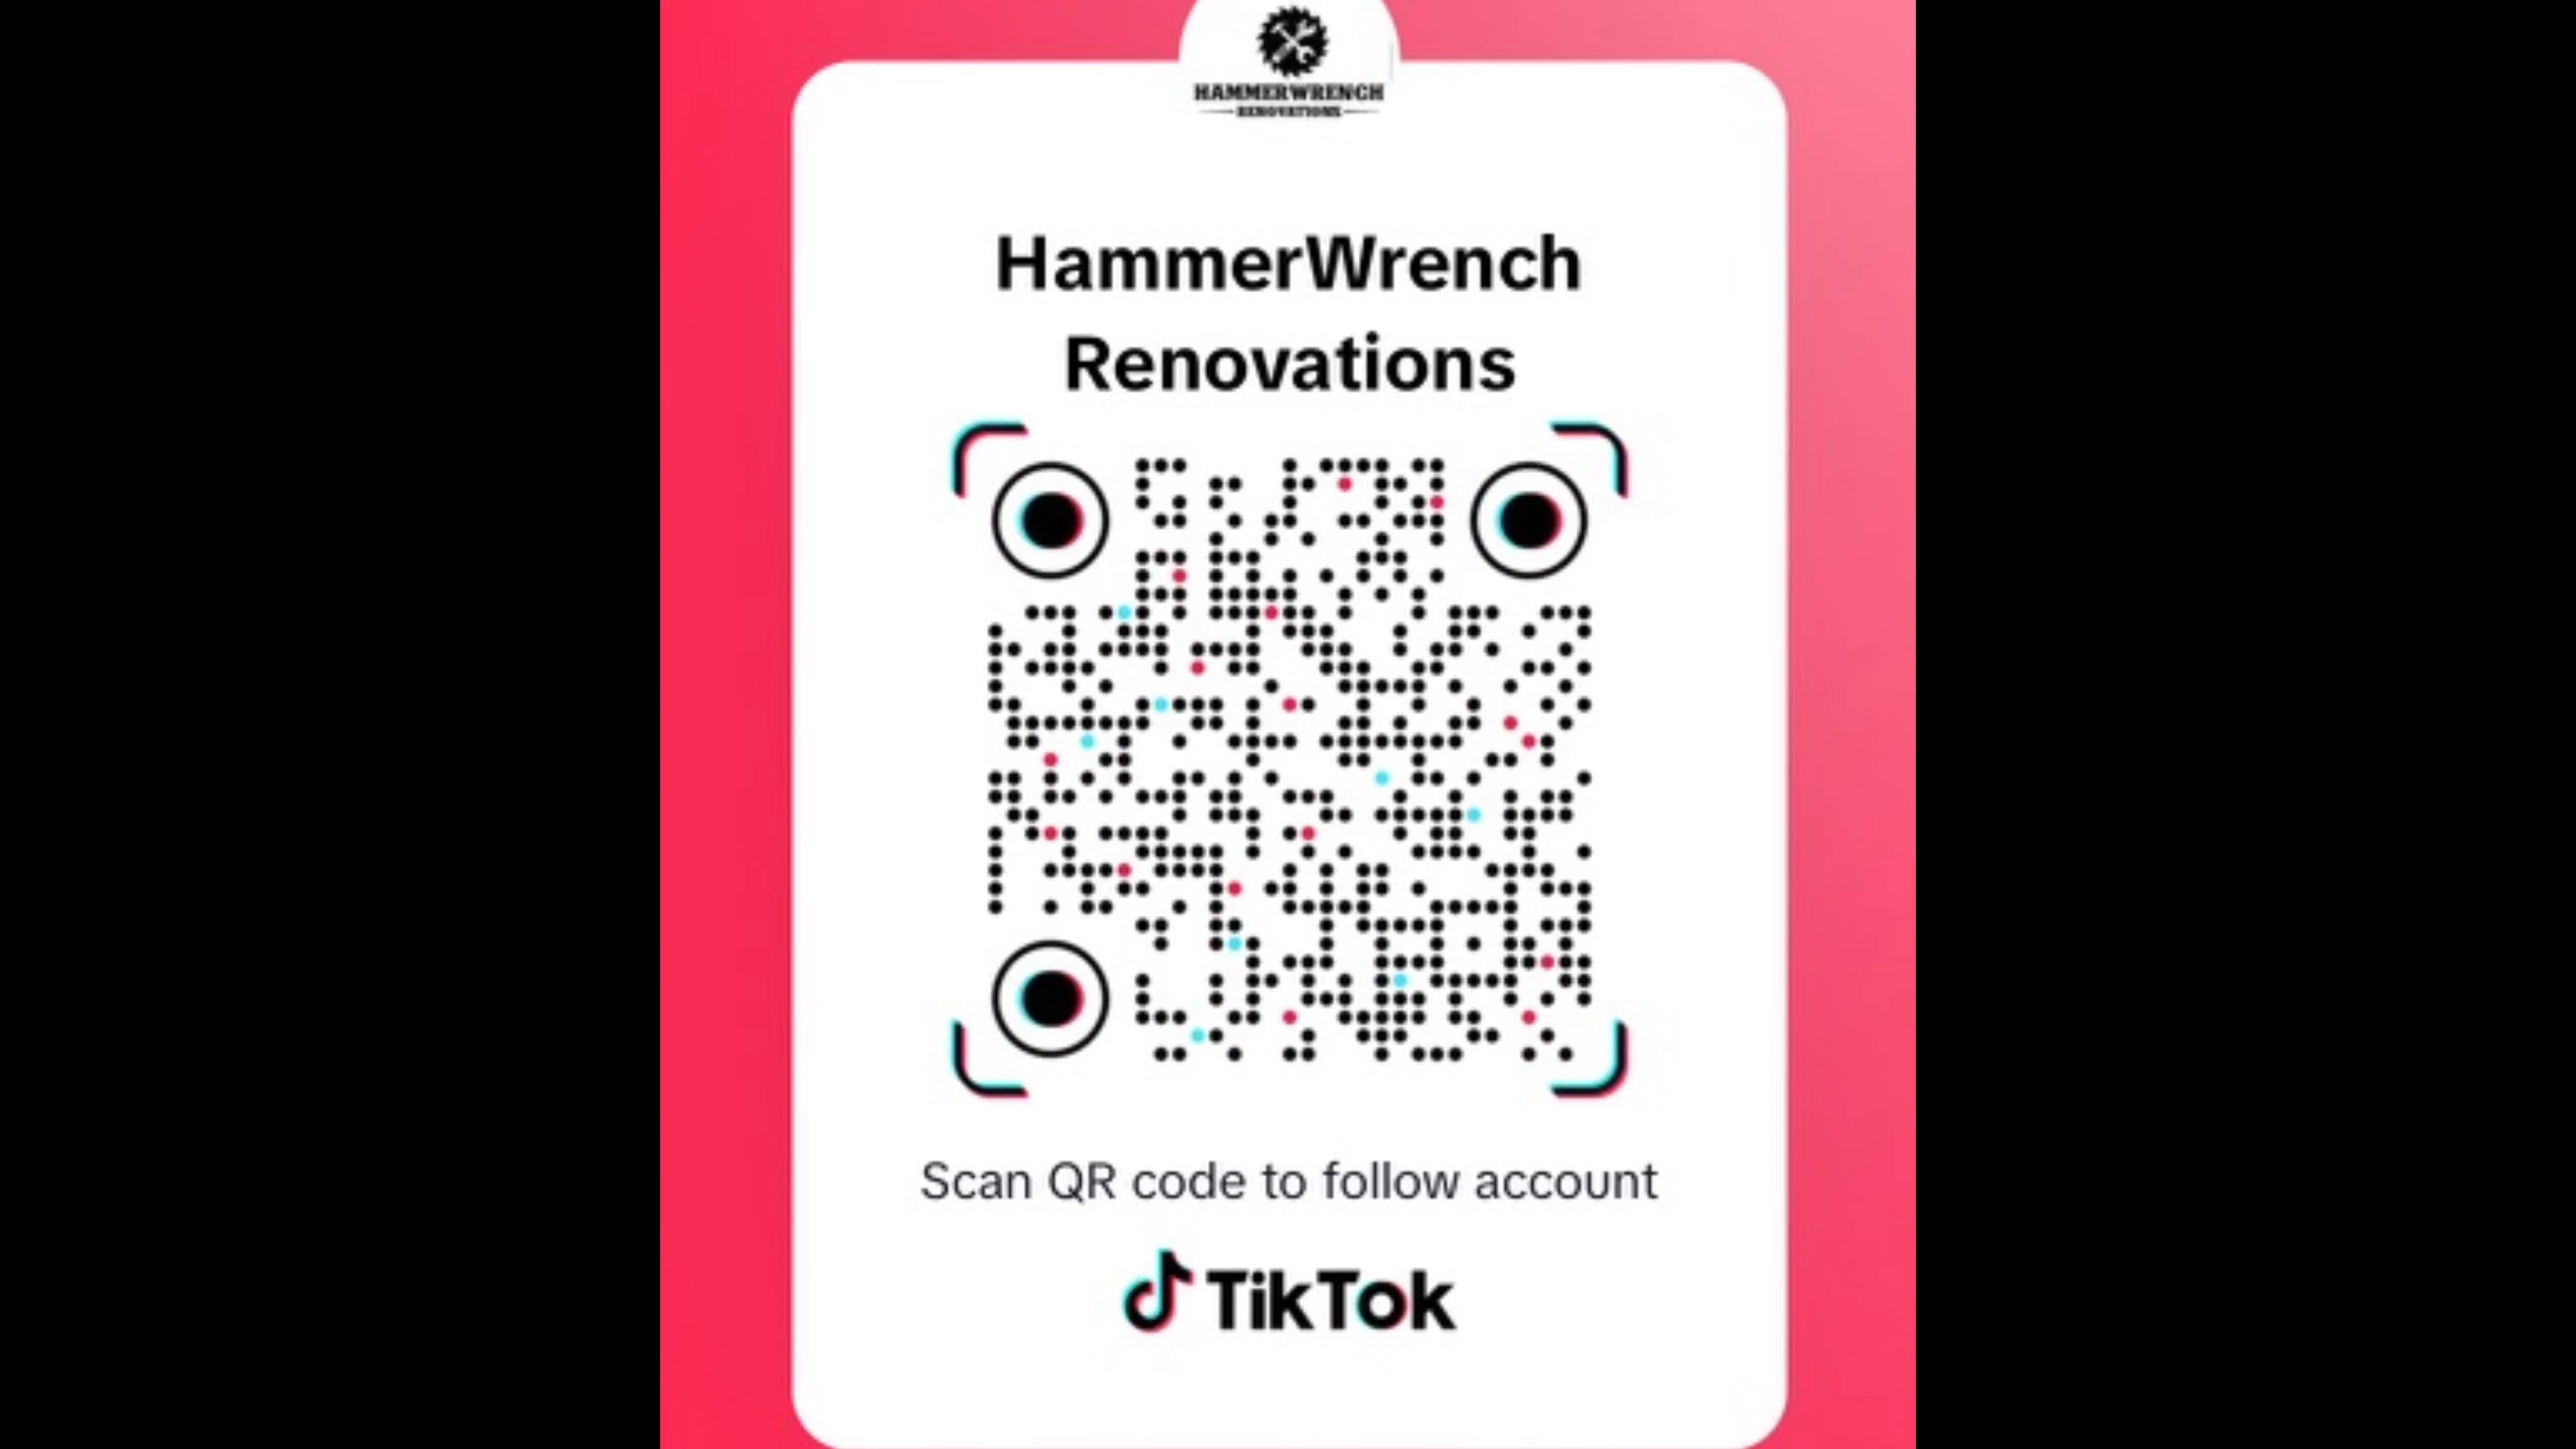 HAMMERWRENCH
RENOVATIONS
HammerWrench
Renovations
Scan QR code to follow account
TikTok